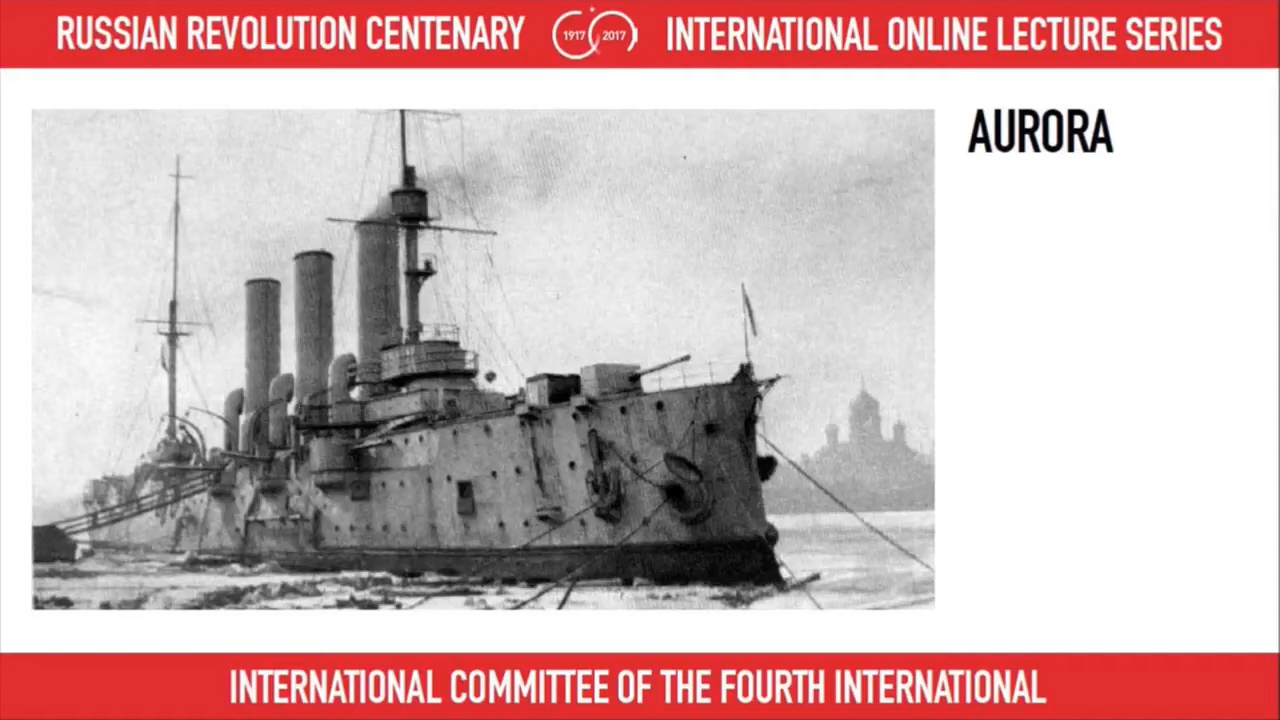 RUSSIAN REVOLUTION CENTENARY 1917 2017 INTERNATIONAL ONLINE LECTURE SERIES
AURORA
INTERNATIONAL COMMITTEE OF THE FOURTH INTERNATIONAL